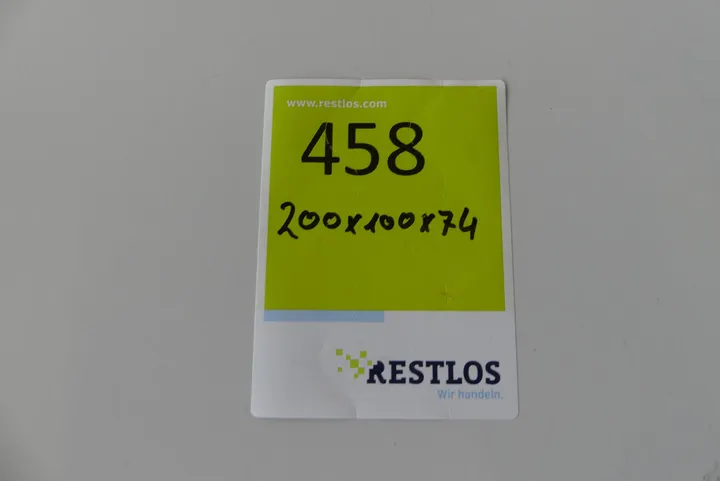 www.restlos.com
458
200x100x74
RESTLOS
Wir handeln.